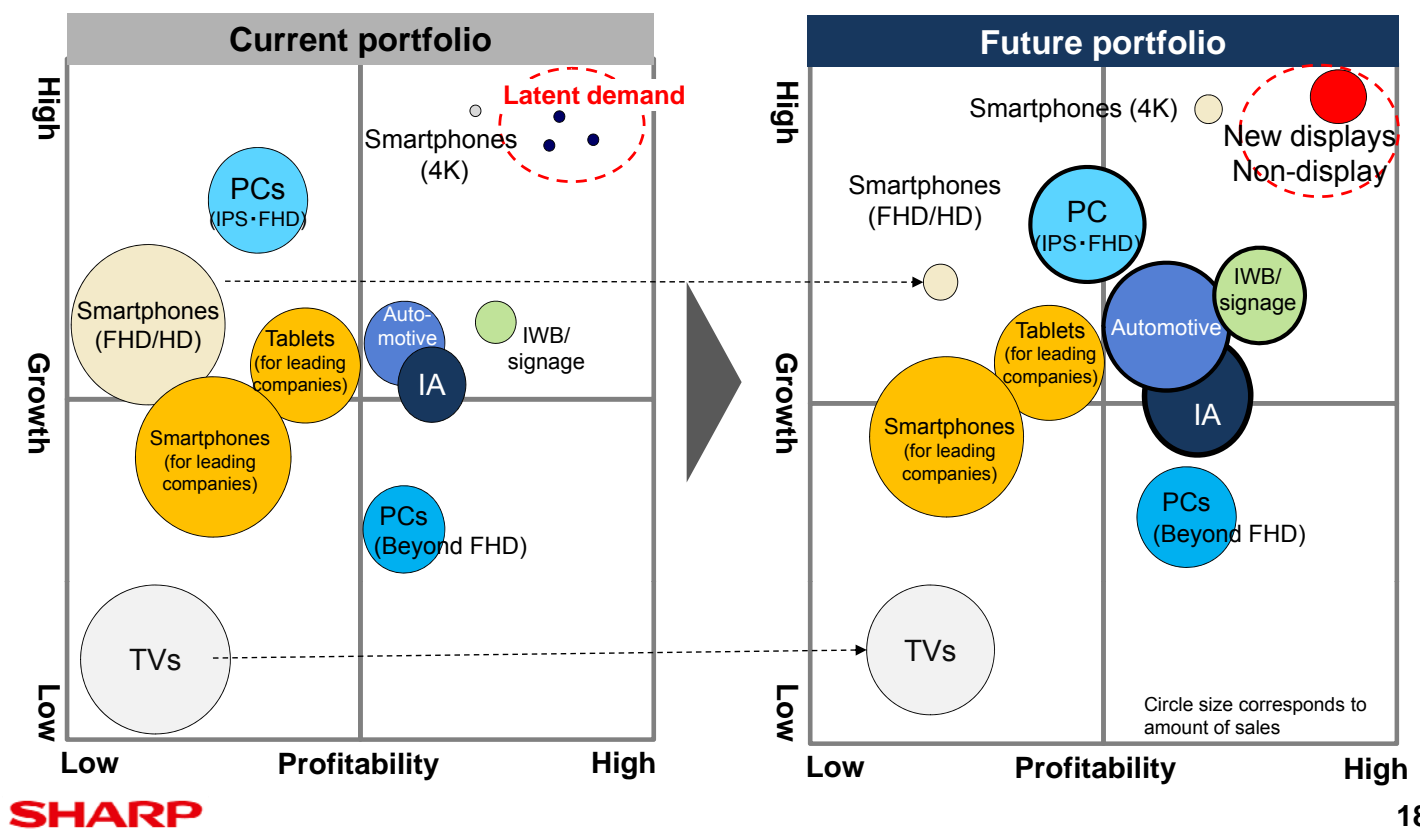 Current portfolio
High
Growth
Low
Latent demand
Smartphones
(4K)
PCs
(IPS・FHD)
Smartphones
(FHD/HD)
Tablets
(for leading
companies)
Auto-
motive
IWB/
signage
IA
Smartphones
(for leading
companies)
PCs
(Beyond FHD)
TVs
Low
Profitability
High
Future portfolio
High
Growth
Low
Smartphones (4K)
New displays
Non-display
Smartphones
(FHD/HD)
PC
(IPS・FHD)
IWB/
signage
Tablets
(for leading
companies)
Automotive
IA
Smartphones
(for leading
companies)
PCs
(Beyond FHD)
TVs
Circle size corresponds to
amount of sales
Low
Profitability
High
SHARP
18